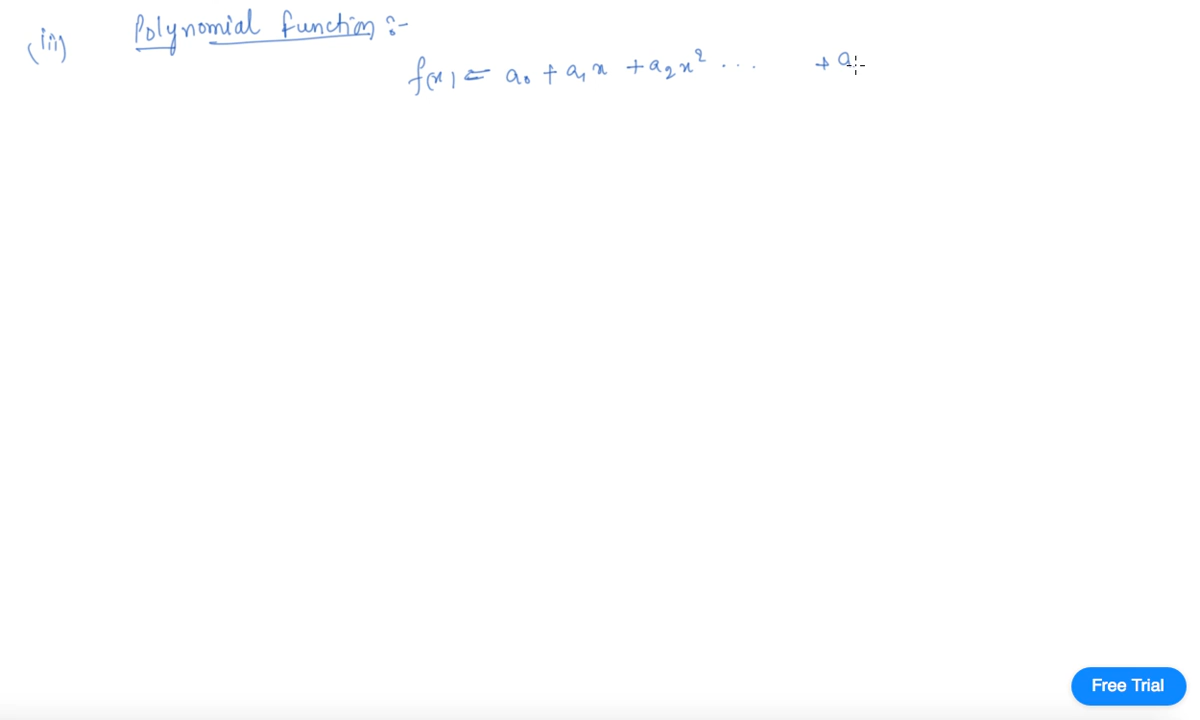 (iii) Polynomial function :-
f(x) = a₀ + a₁x + a₂x² ... + a
Free Trial